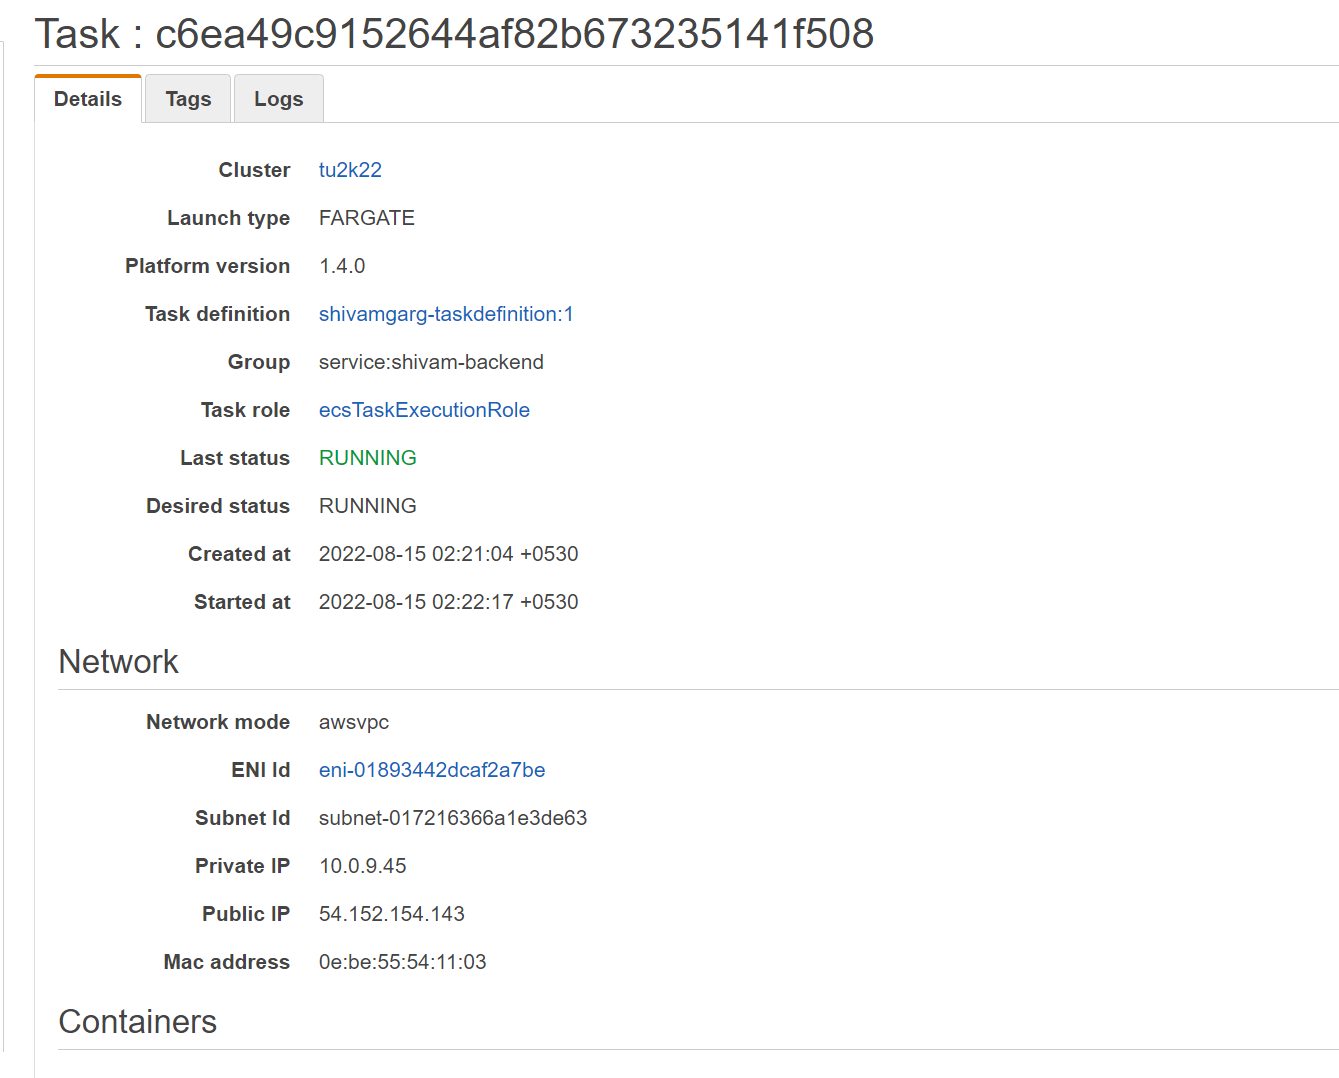 Task : c6ea49c9152644af82b673235141f508
Details Tags Logs
Cluster tu2k22
Launch type FARGATE
Platform version 1.4.0
Task definition shivamgarg-taskdefinition:1
Group service:shivam-backend
Task role ecsTaskExecutionRole
Last status RUNNING
Desired status RUNNING
Created at 2022-08-15 02:21:04 +0530
Started at 2022-08-15 02:22:17 +0530
Network
Network mode awsvpc
ENI Id eni-01893442dcaf2a7be
Subnet Id subnet-017216366a1e3de63
Private IP 10.0.9.45
Public IP 54.152.154.143
Mac address 0e:be:55:54:11:03
Containers